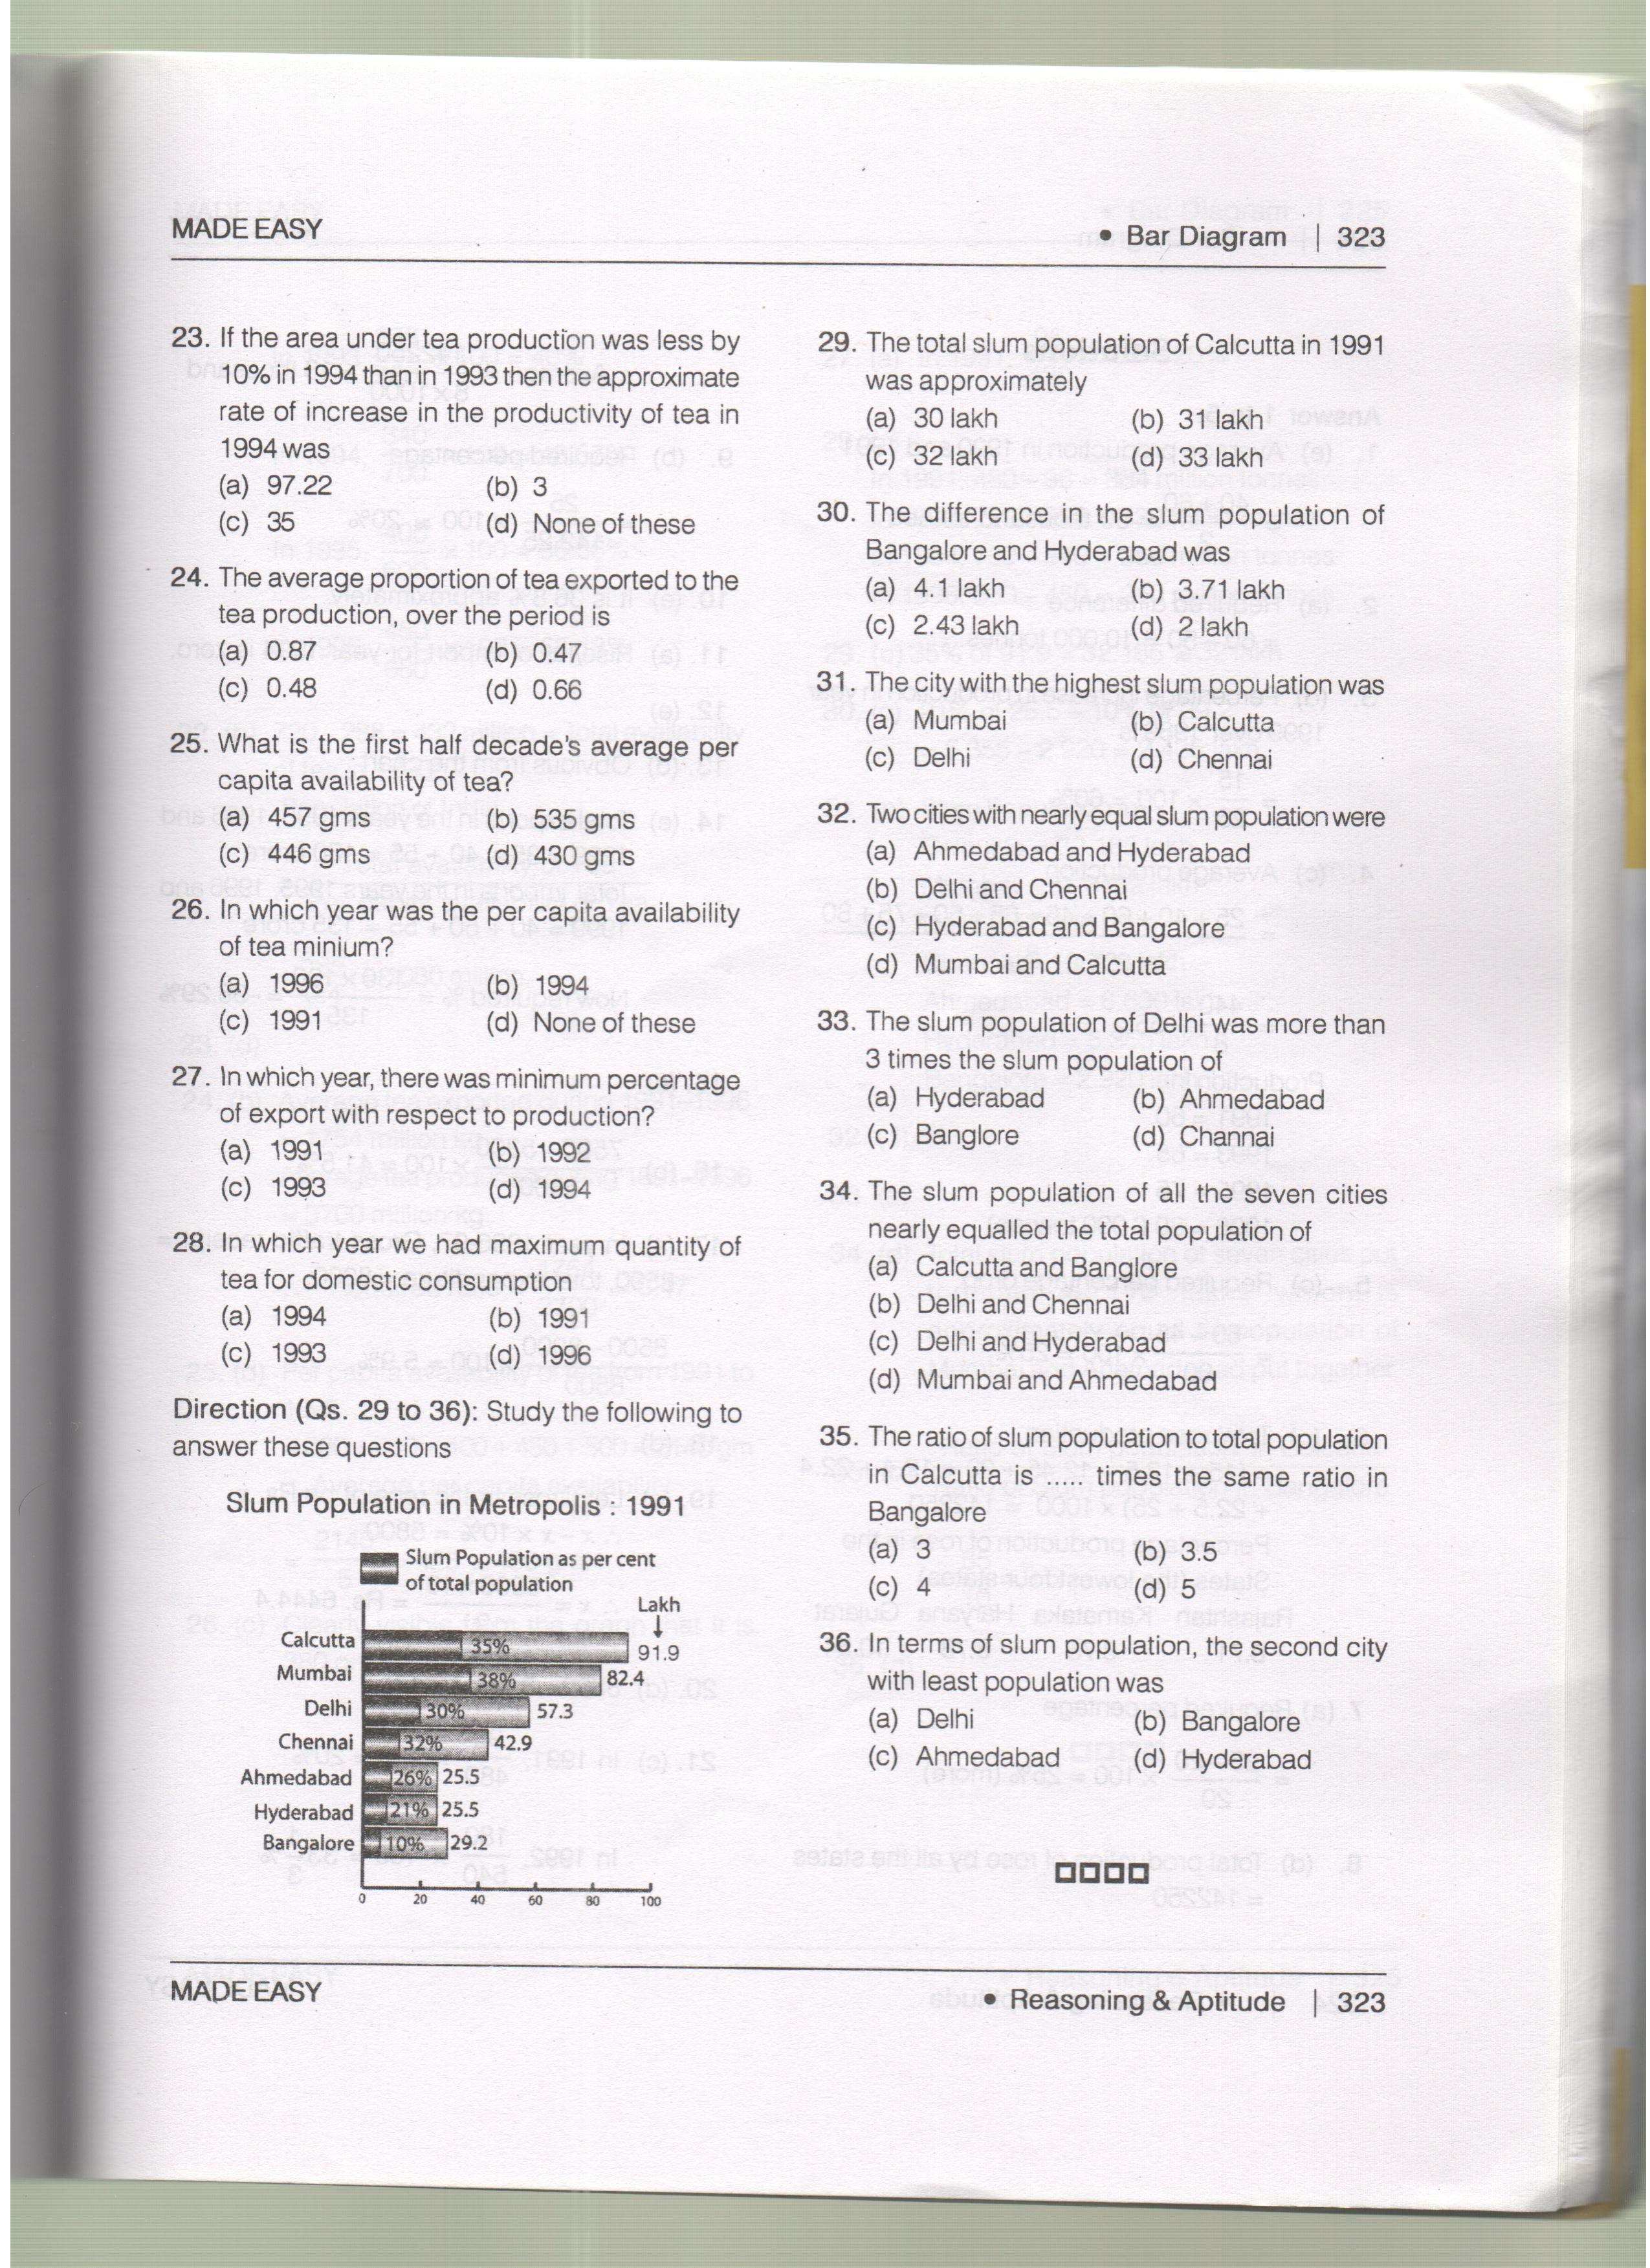 MADE EASY
• Bar Diagram | 323
23. If the area under tea production was less by
10% in 1994 than in 1993 then the approximate
rate of increase in the productivity of tea in
1994 was
(a) 97.22 (b) 3
(c) 35 (d) None of these
24. The average proportion of tea exported to the
tea production, over the period is
(a) 0.87 (b) 0.47
(c) 0.48 (d) 0.66
25. What is the first half decade's average per
capita availability of tea?
(a) 457 gms (b) 535 gms
(c) 446 gms (d) 430 gms
26. In which year was the per capita availability
of tea minium?
(a) 1996 (b) 1994
(c) 1991 (d) None of these
27. In which year, there was minimum percentage
of export with respect to production?
(a) 1991 (b) 1992
(c) 1993 (d) 1994
28. In which year we had maximum quantity of
tea for domestic consumption
(a) 1994 (b) 1991
(c) 1993 (d) 1996
Direction (Qs. 29 to 36): Study the following to
answer these questions
Slum Population in Metropolis : 1991
Slum Population as per cent
of total population
Lakh
Calcutta 35% 91.9
Mumbai 38% 82.4
Delhi 30% 57.3
Chennai 32% 42.9
Ahmedabad 26% 25.5
Hyderabad 21% 25.5
Bangalore 10% 29.2
0 20 40 60 80 100
29. The total slum population of Calcutta in 1991
was approximately
(a) 30 lakh (b) 31 lakh
(c) 32 lakh (d) 33 lakh
30. The difference in the slum population of
Bangalore and Hyderabad was
(a) 4.1 lakh (b) 3.71 lakh
(c) 2.43 lakh (d) 2 lakh
31. The city with the highest slum population was
(a) Mumbai (b) Calcutta
(c) Delhi (d) Chennai
32. Two cities with nearly equal slum population were
(a) Ahmedabad and Hyderabad
(b) Delhi and Chennai
(c) Hyderabad and Bangalore
(d) Mumbai and Calcutta
33. The slum population of Delhi was more than
3 times the slum population of
(a) Hyderabad (b) Ahmedabad
(c) Banglore (d) Channai
34. The slum population of all the seven cities
nearly equalled the total population of
(a) Calcutta and Banglore
(b) Delhi and Chennai
(c) Delhi and Hyderabad
(d) Mumbai and Ahmedabad
35. The ratio of slum population to total population
in Calcutta is ..... times the same ratio in
Bangalore
(a) 3 (b) 3.5
(c) 4 (d) 5
36. In terms of slum population, the second city
with least population was
(a) Delhi (b) Bangalore
(c) Ahmedabad (d) Hyderabad
MADE EASY
• Reasoning & Aptitude | 323